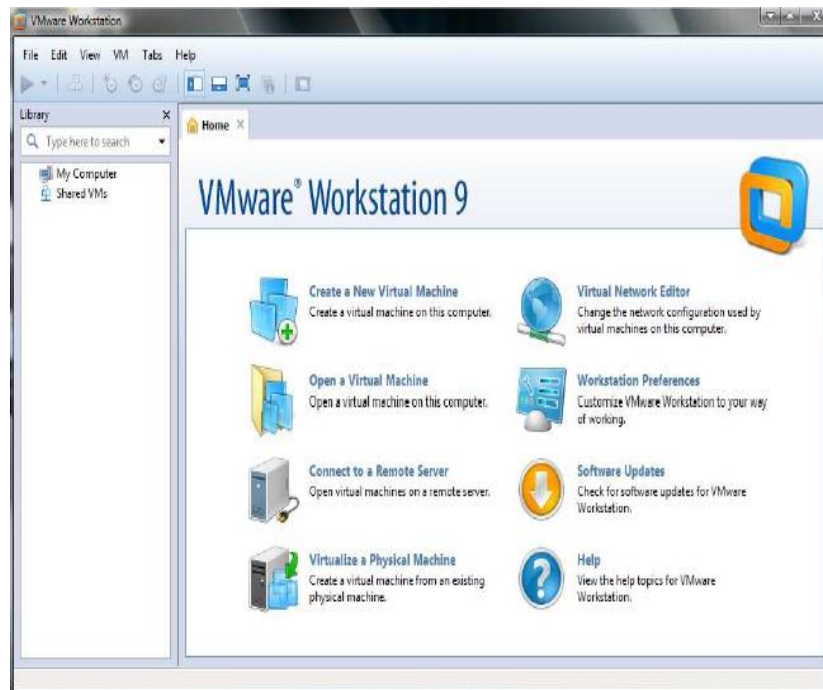 VMware Workstation
File Edit View VM Tabs Help
Library
Type here to search
My Computer
Shared VMs
Home
VMware® Workstation 9
Create a New Virtual Machine
Create a virtual machine on this computer.
Open a Virtual Machine
Open a virtual machine on this computer.
Connect to a Remote Server
Open virtual machines on a remote server.
Virtualize a Physical Machine
Create a virtual machine from an existing
physical machine.
Virtual Network Editor
Change the network configuration used by
virtual machines on this computer.
Workstation Preferences
Customize VMware Workstation to your way
of working.
Software Updates
Check for software updates for VMware
Workstation.
Help
View the help topics for VMware
Workstation.